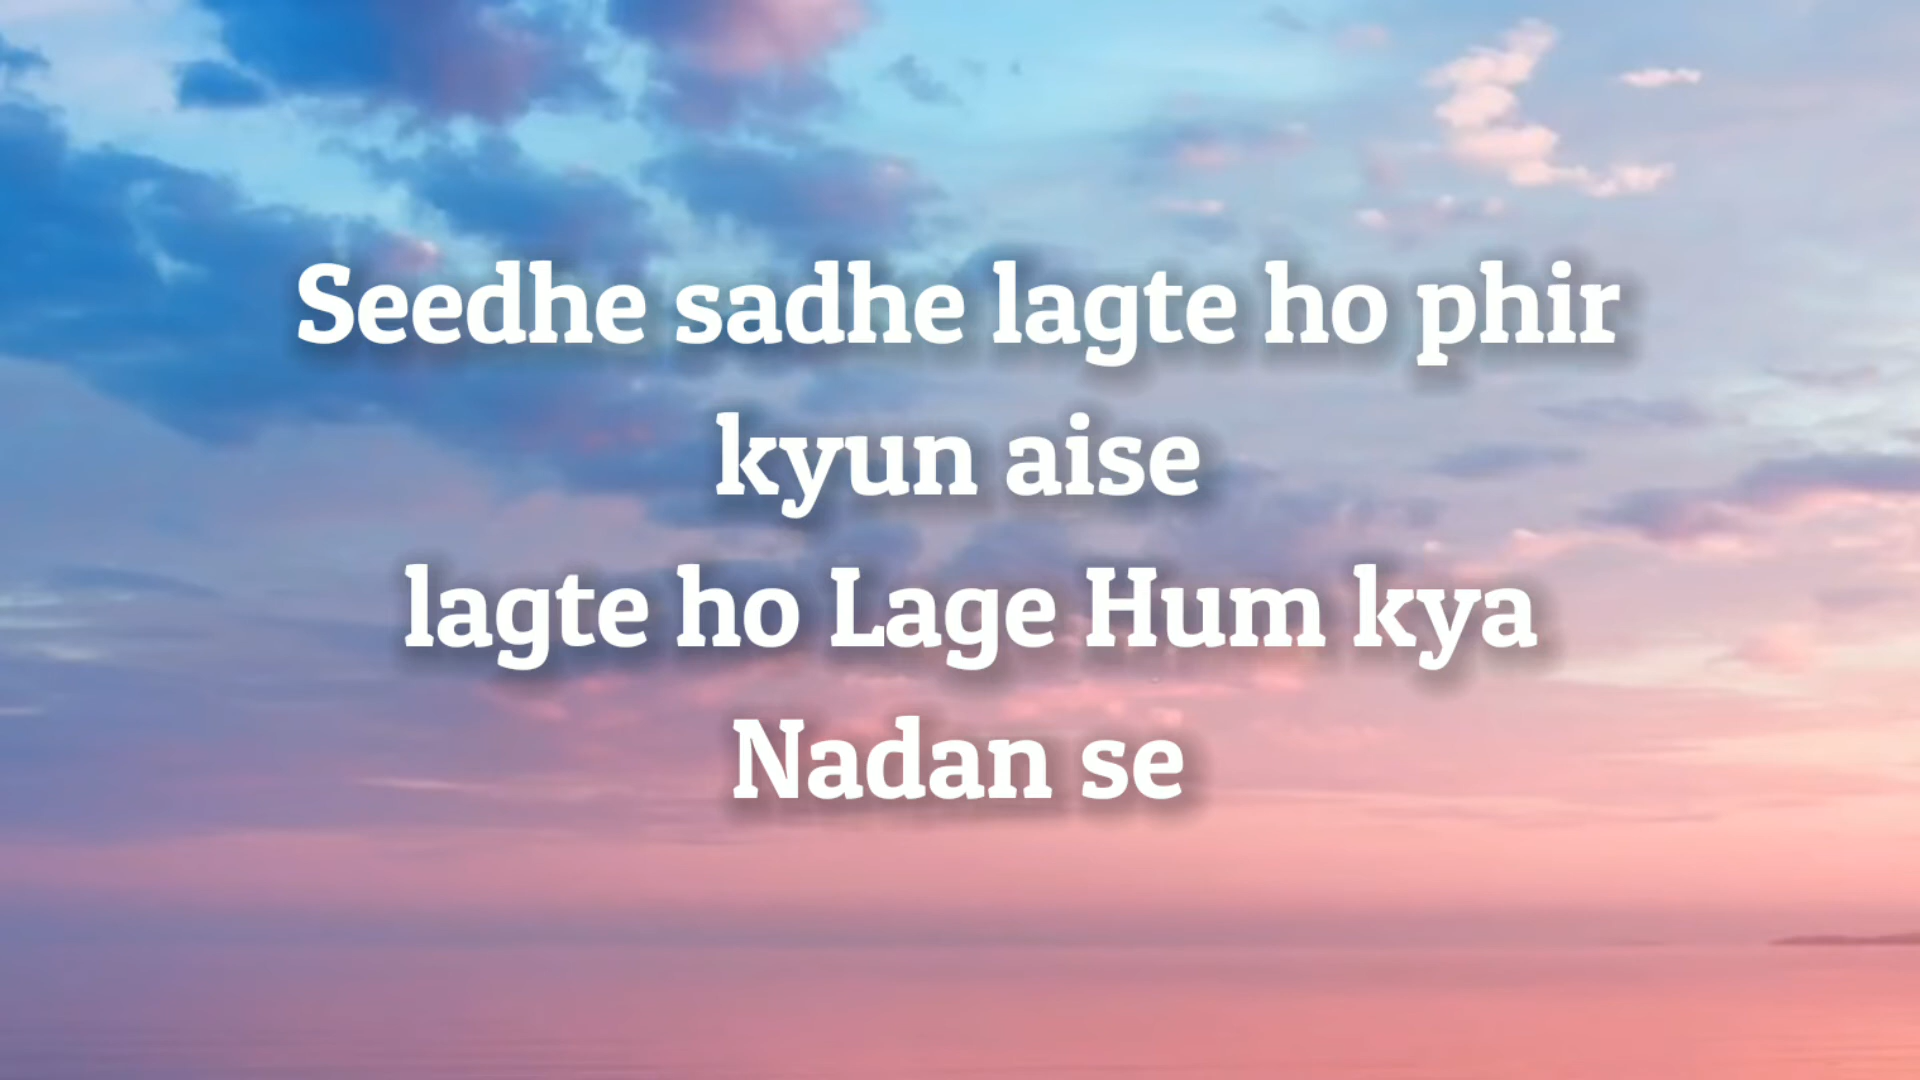 Seedhe sadhe lagte ho phir
kyun aise
lagte ho Lage Hum kya
Nadan se